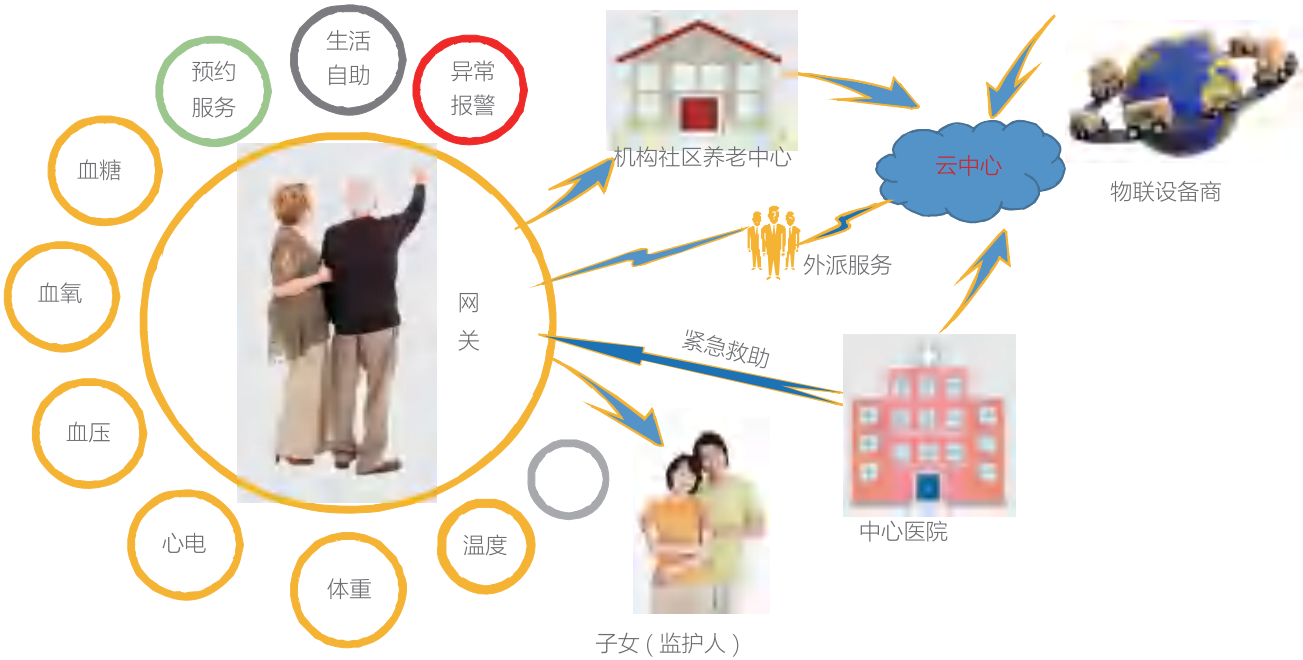 生活
自助
预约
服务
异常
报警
血糖
机构社区养老中心
云中心
物联设备商
外派服务
血氧
网
关
紧急救助
血压
中心医院
心电
温度
体重
子女(监护人)